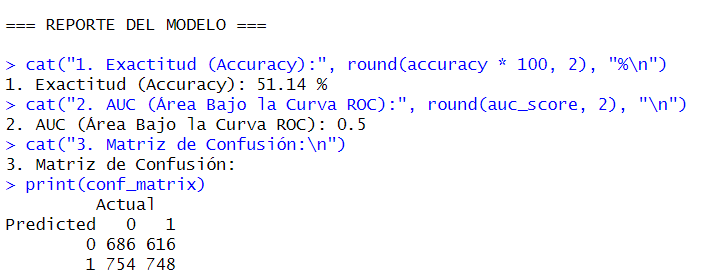 === REPORTE DEL MODELO ===
> cat("1. Exactitud (Accuracy):", round(accuracy * 100, 2), "%\n")
1. Exactitud (Accuracy): 51.14 %
> cat("2. AUC (Área Bajo la Curva ROC):", round(auc_score, 2), "\n")
2. AUC (Área Bajo la Curva ROC): 0.5
> cat("3. Matriz de Confusión:\n")
3. Matriz de Confusión:
> print(conf_matrix)
         Actual
Predicted   0   1
        0 686 616
        1 754 748